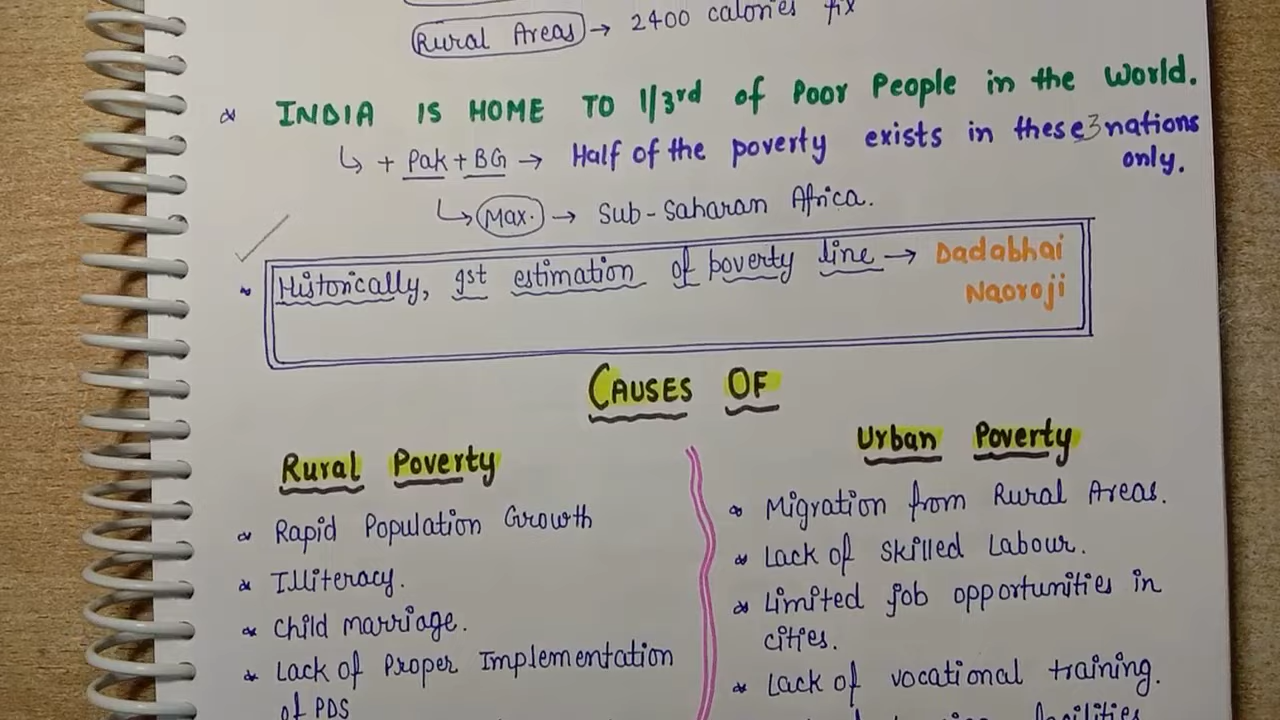 Rural Areas → 2400 calories fix
INDIA IS HOME TO 1/3rd of Poor People in the World.
↳ + Pak + BG → Half of the poverty exists in these 3 nations
only.
↳ Max. → Sub-Saharan Africa.
Historically, 1st estimation of poverty line → Dadabhai
Naoroji
CAUSES OF
Rural Poverty
Urban Poverty
Rapid Population Growth
Illiteracy.
Child marriage.
Lack of Proper Implementation
of PDS
Migration from Rural Areas.
Lack of skilled Labour.
Limited job opportunities in
cities.
Lack of vocational training.
facilities